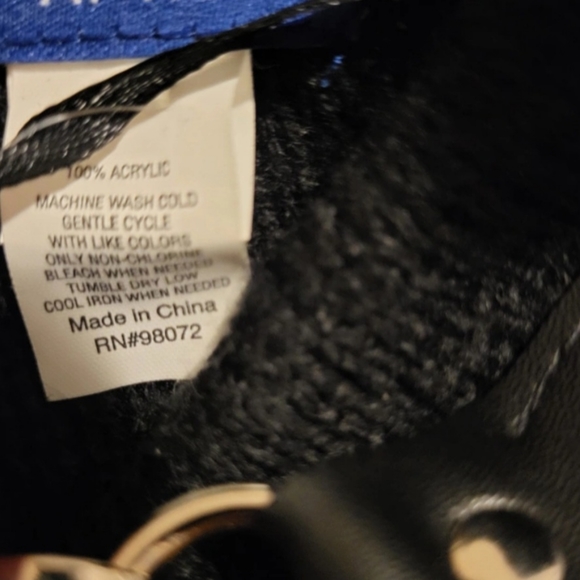 100% ACRYLIC
MACHINE WASH COLD
GENTLE CYCLE
WITH LIKE COLORS
ONLY NON-CHLORINE
BLEACH WHEN NEEDED
TUMBLE DRY LOW
COOL IRON WHEN NEEDED
Made in China
RN#98072